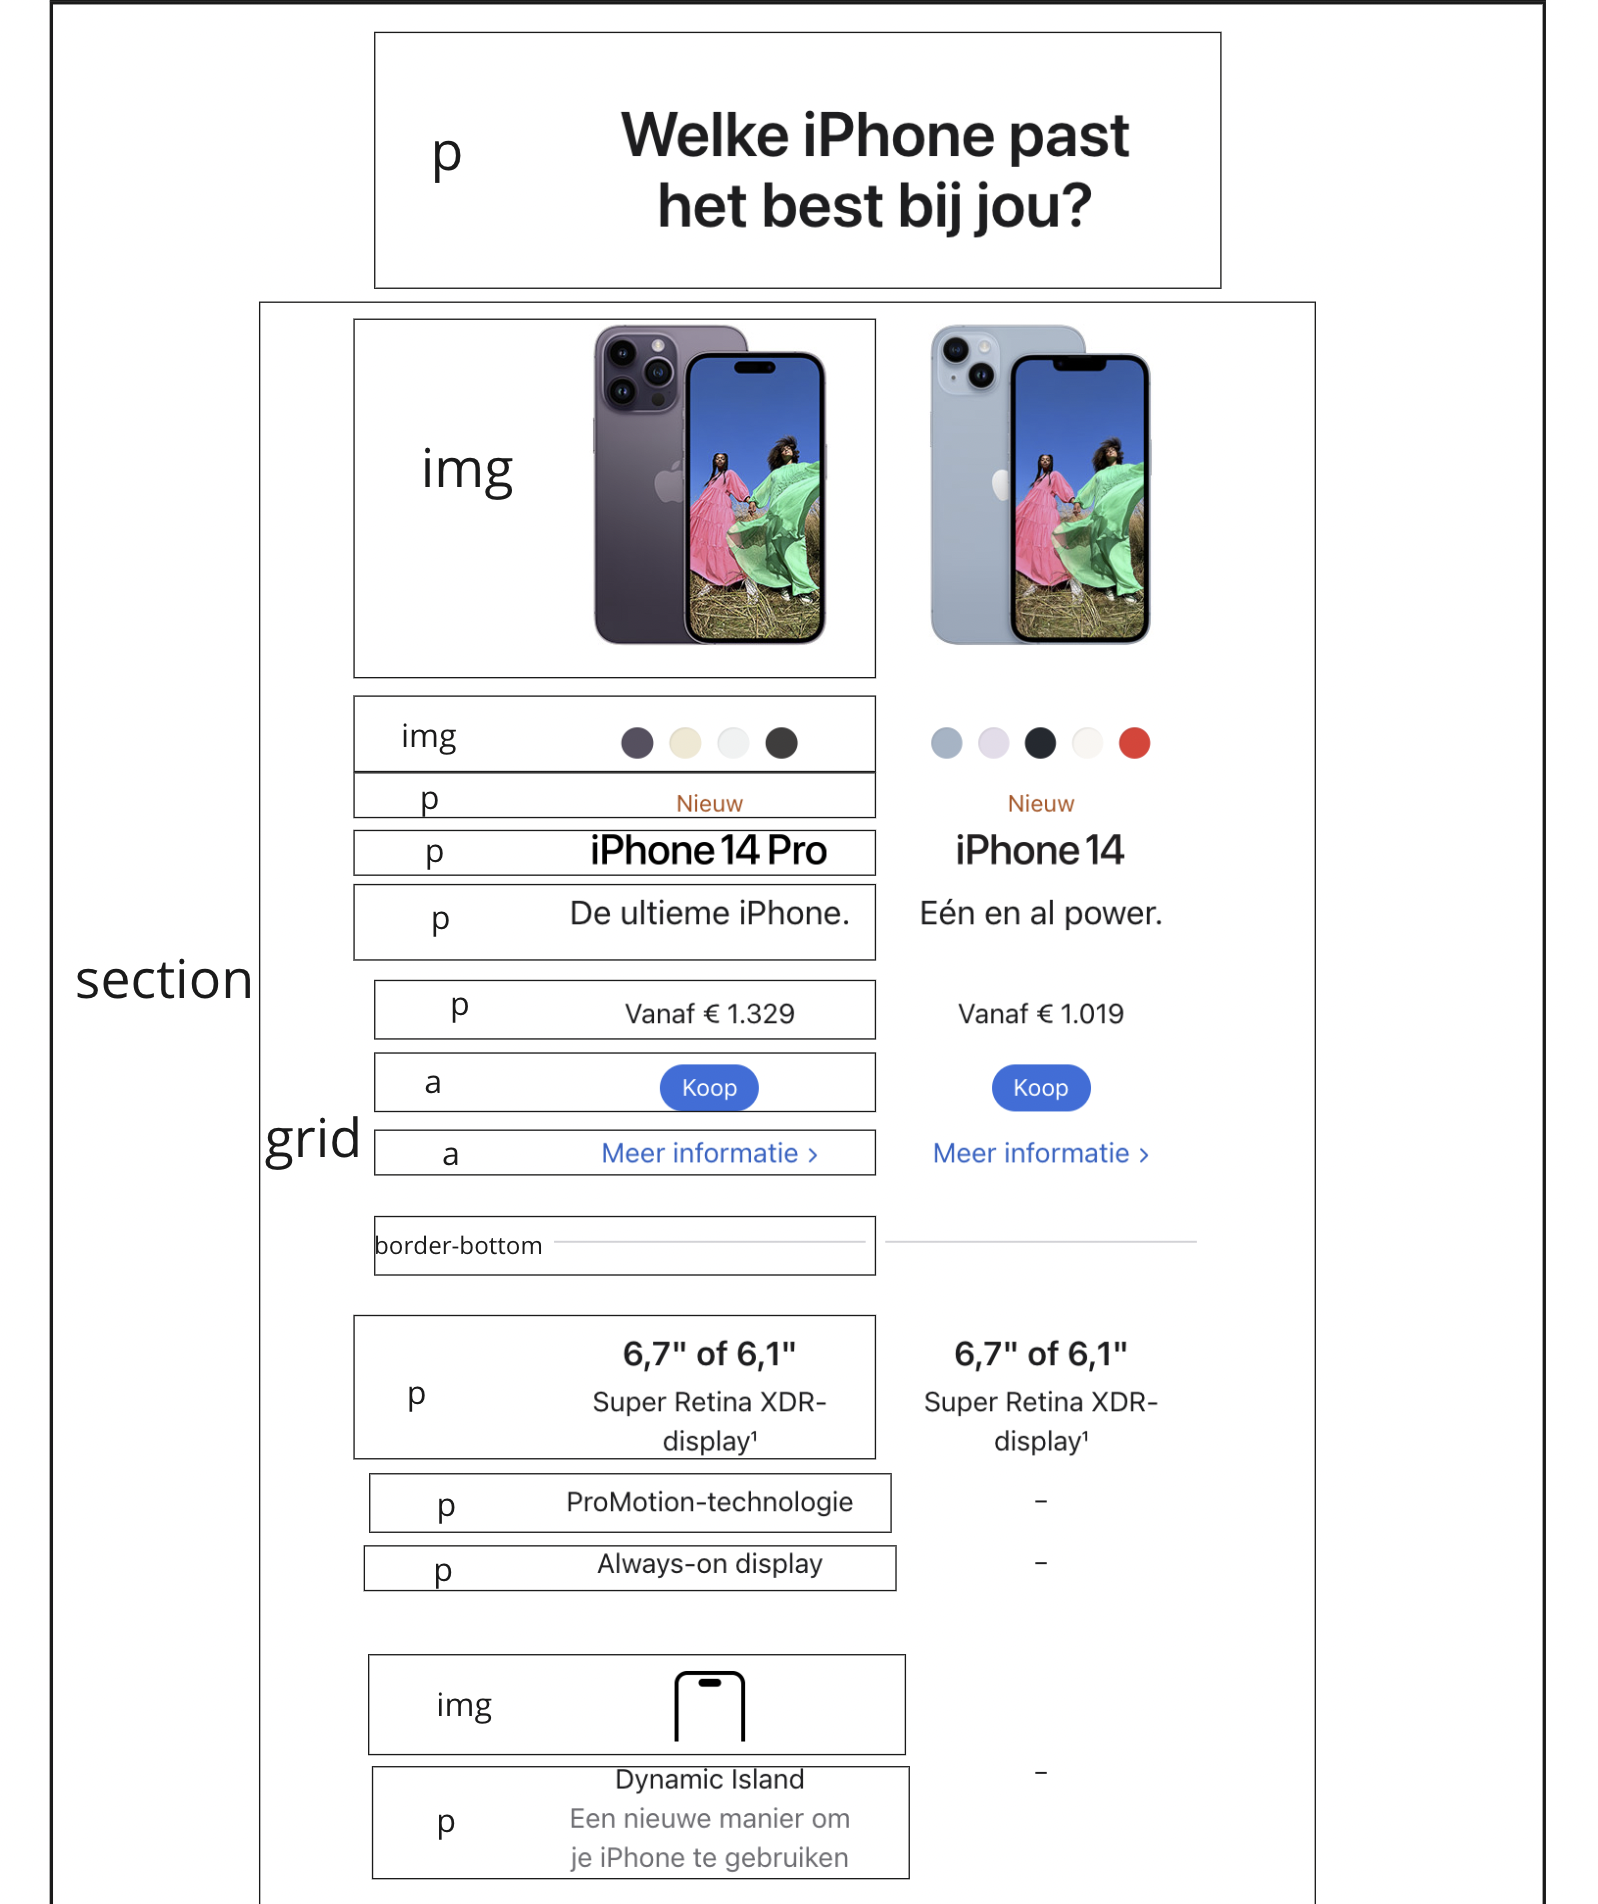 p
Welke iPhone past
het best bij jou?
img
img
p
Nieuw
Nieuw
p
iPhone 14 Pro
iPhone 14
p
De ultieme iPhone.
Eén en al power.
section
p
Vanaf € 1.329
Vanaf € 1.019
a
Koop
Koop
grid
a
Meer informatie >
Meer informatie >
border-bottom
p
6,7" of 6,1"
Super Retina XDR-
display¹
6,7" of 6,1"
Super Retina XDR-
display¹
p
ProMotion-technologie
–
p
Always-on display
–
img
p
Dynamic Island
Een nieuwe manier om
je iPhone te gebruiken
–